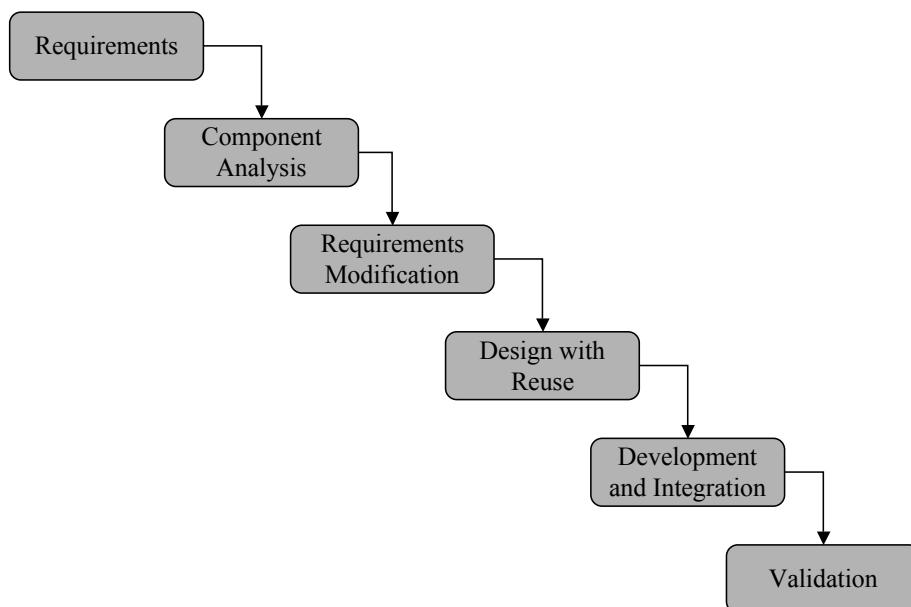 Requirements
Component
Analysis
Requirements
Modification
Design with
Reuse
Development
and Integration
Validation